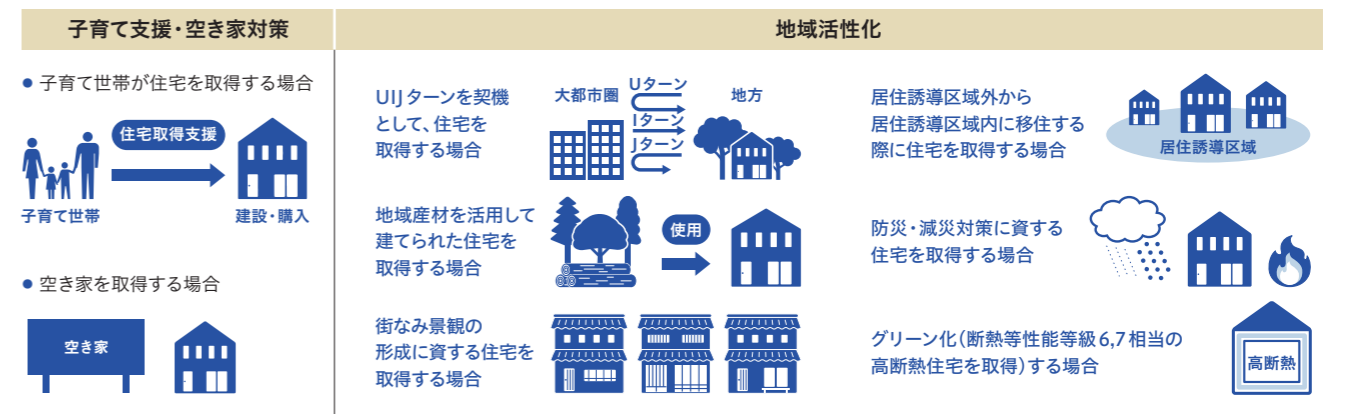 子育て支援・空き家対策
● 子育て世帯が住宅を取得する場合
住宅取得支援
子育て世帯
建設・購入
● 空き家を取得する場合
空き家
地域活性化
UIJターンを契機
として、住宅を
取得する場合
大都市圏
Uターン
Iターン
Jターン
地方
地域産材を活用して
建てられた住宅を
取得する場合
使用
街なみ景観の
形成に資する住宅を
取得する場合
居住誘導区域外から
居住誘導区域内に移住する
際に住宅を取得する場合
居住誘導区域
防災・減災対策に資する
住宅を取得する場合
グリーン化（断熱等性能等級6,7相当の
高断熱住宅を取得）する場合
高断熱